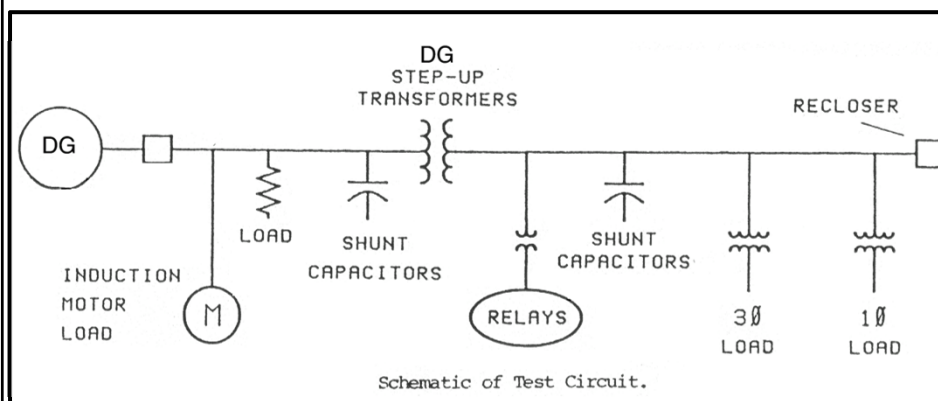 DG
STEP-UP
TRANSFORMERS
RECLOSER
DG
LOAD
SHUNT
CAPACITORS
SHUNT
CAPACITORS
INDUCTION
MOTOR
LOAD
M
RELAYS
3Ø
LOAD
1Ø
LOAD
Schematic of Test Circuit.